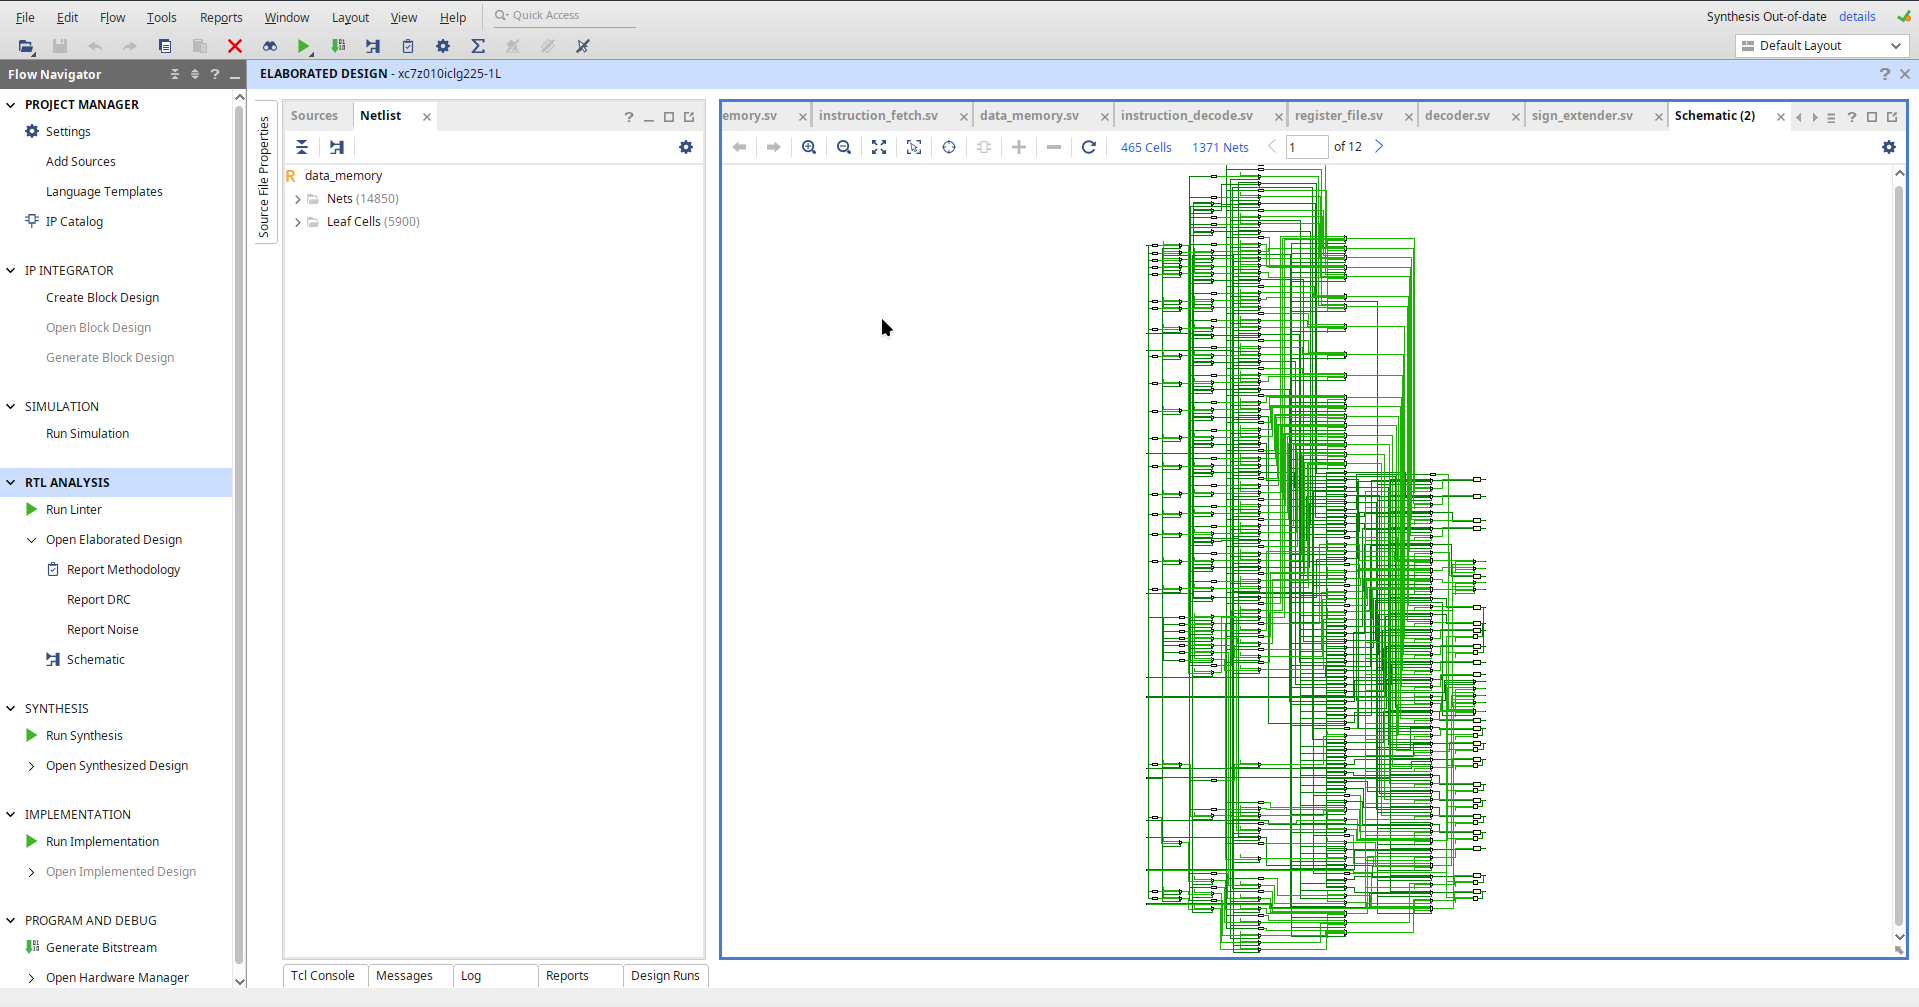 File Edit Flow Tools Reports Window Layout View Help Quick Access Synthesis Out-of-date details
Default Layout
Flow Navigator
ELABORATED DESIGN - xc7z010iclg225-1L
PROJECT MANAGER
Settings
Add Sources
Language Templates
IP Catalog
IP INTEGRATOR
Create Block Design
Open Block Design
Generate Block Design
SIMULATION
Run Simulation
RTL ANALYSIS
Run Linter
Open Elaborated Design
Report Methodology
Report DRC
Report Noise
Schematic
SYNTHESIS
Run Synthesis
Open Synthesized Design
IMPLEMENTATION
Run Implementation
Open Implemented Design
PROGRAM AND DEBUG
Generate Bitstream
Open Hardware Manager
Source File Properties
Sources Netlist
R data_memory
Nets (14850)
Leaf Cells (5900)
emory.sv instruction_fetch.sv data_memory.sv instruction_decode.sv register_file.sv decoder.sv sign_extender.sv Schematic (2)
465 Cells 1371 Nets 1 of 12
Tcl Console Messages Log Reports Design Runs